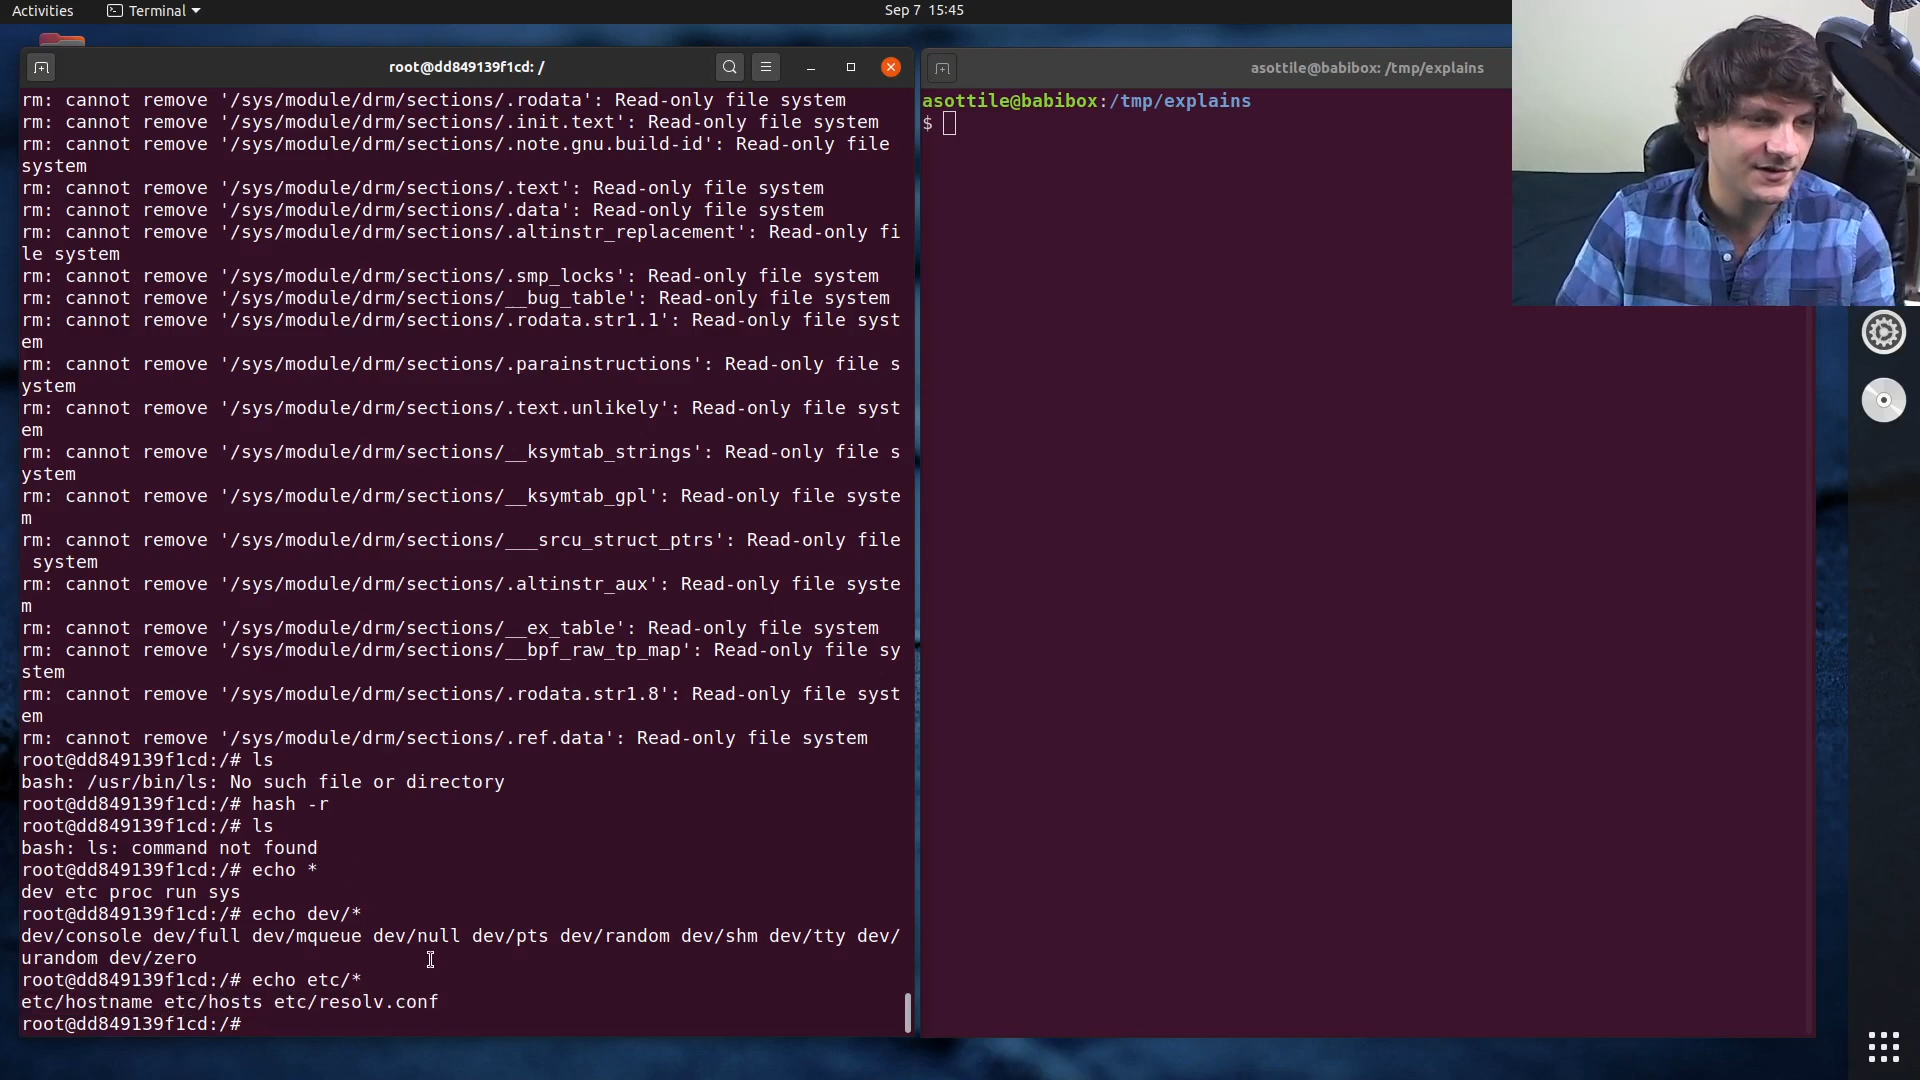 Activities
Terminal
Sep 7 15:45
root@dd849139f1cd: /
rm: cannot remove '/sys/module/drm/sections/.rodata': Read-only file system
rm: cannot remove '/sys/module/drm/sections/.init.text': Read-only file system
rm: cannot remove '/sys/module/drm/sections/.note.gnu.build-id': Read-only file
system
rm: cannot remove '/sys/module/drm/sections/.text': Read-only file system
rm: cannot remove '/sys/module/drm/sections/.data': Read-only file system
rm: cannot remove '/sys/module/drm/sections/.altinstr_replacement': Read-only fi
le system
rm: cannot remove '/sys/module/drm/sections/.smp_locks': Read-only file system
rm: cannot remove '/sys/module/drm/sections/__bug_table': Read-only file system
rm: cannot remove '/sys/module/drm/sections/.rodata.str1.1': Read-only file syst
em
rm: cannot remove '/sys/module/drm/sections/.parainstructions': Read-only file s
ystem
rm: cannot remove '/sys/module/drm/sections/.text.unlikely': Read-only file syst
em
rm: cannot remove '/sys/module/drm/sections/__ksymtab_strings': Read-only file s
ystem
rm: cannot remove '/sys/module/drm/sections/__ksymtab_gpl': Read-only file syste
m
rm: cannot remove '/sys/module/drm/sections/___srcu_struct_ptrs': Read-only file
 system
rm: cannot remove '/sys/module/drm/sections/.altinstr_aux': Read-only file syste
m
rm: cannot remove '/sys/module/drm/sections/__ex_table': Read-only file system
rm: cannot remove '/sys/module/drm/sections/__bpf_raw_tp_map': Read-only file sy
stem
rm: cannot remove '/sys/module/drm/sections/.rodata.str1.8': Read-only file syst
em
rm: cannot remove '/sys/module/drm/sections/.ref.data': Read-only file system
root@dd849139f1cd:/# ls
bash: /usr/bin/ls: No such file or directory
root@dd849139f1cd:/# hash -r
root@dd849139f1cd:/# ls
bash: ls: command not found
root@dd849139f1cd:/# echo *
dev etc proc run sys
root@dd849139f1cd:/# echo dev/*
dev/console dev/full dev/mqueue dev/null dev/pts dev/random dev/shm dev/tty dev/
urandom dev/zero
root@dd849139f1cd:/# echo etc/*
etc/hostname etc/hosts etc/resolv.conf
root@dd849139f1cd:/#
asottile@babibox: /tmp/explains
asottile@babibox:/tmp/explains
$